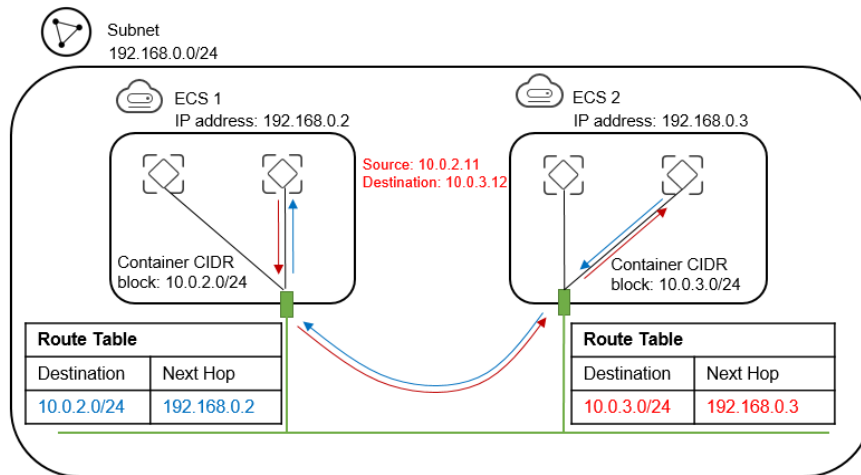 Subnet
192.168.0.0/24
ECS 1
IP address: 192.168.0.2
ECS 2
IP address: 192.168.0.3
Source: 10.0.2.11
Destination: 10.0.3.12
Container CIDR
block: 10.0.2.0/24
Container CIDR
block: 10.0.3.0/24
Route Table
Destination Next Hop
10.0.2.0/24 192.168.0.2
Route Table
Destination Next Hop
10.0.3.0/24 192.168.0.3